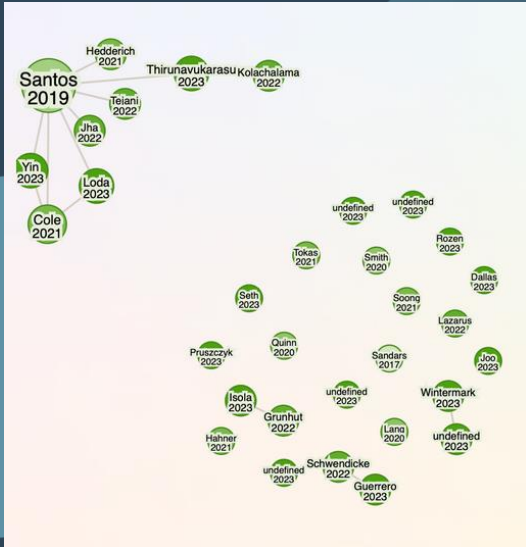 Hedderich
2021
Santos
2019
Thirunavukarasu
2023
Kolachalama
2022
Tejani
2022
Jha
2022
Yin
2023
Loda
2023
Cole
2021
undefined
2023
undefined
2023
Rozen
2023
Tokas
2021
Smith
2020
Dallas
2023
Seth
2023
Soong
2021
Lazarus
2022
Pruszczyk
2023
Quinn
2020
Sandars
2017
Joo
2023
Isola
2023
undefined
2023
Wintermark
2023
Grunhut
2022
Hahner
2021
Lang
2020
undefined
2023
undefined
2023
Schwendicke
2022
Guerrero
2023